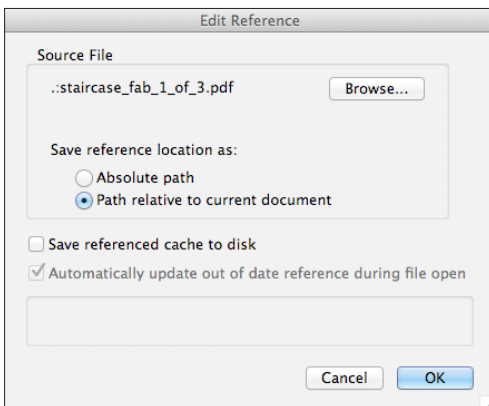 Edit Reference
Source File
.:staircase_fab_1_of_3.pdf
Browse...
Save reference location as:
Absolute path
Path relative to current document
Save referenced cache to disk
Automatically update out of date reference during file open
Cancel
OK